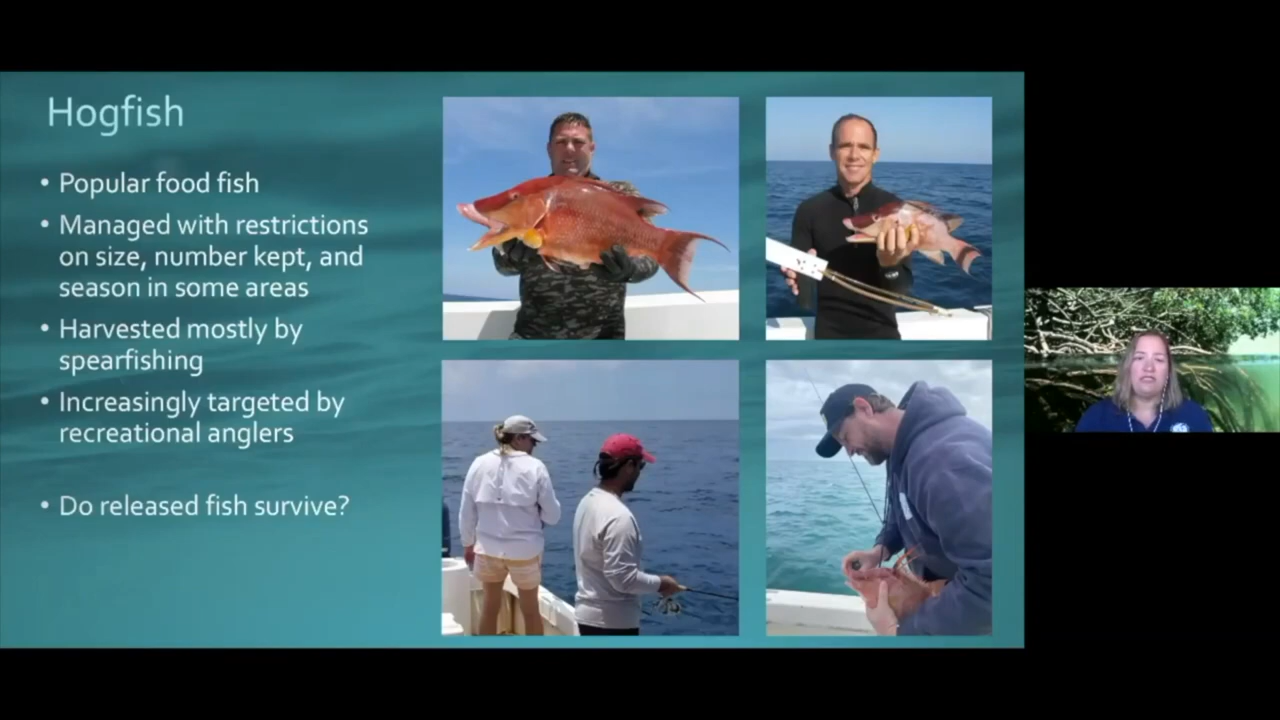 Hogfish
• Popular food fish
• Managed with restrictions
on size, number kept, and
season in some areas
• Harvested mostly by
spearfishing
• Increasingly targeted by
recreational anglers
• Do released fish survive?